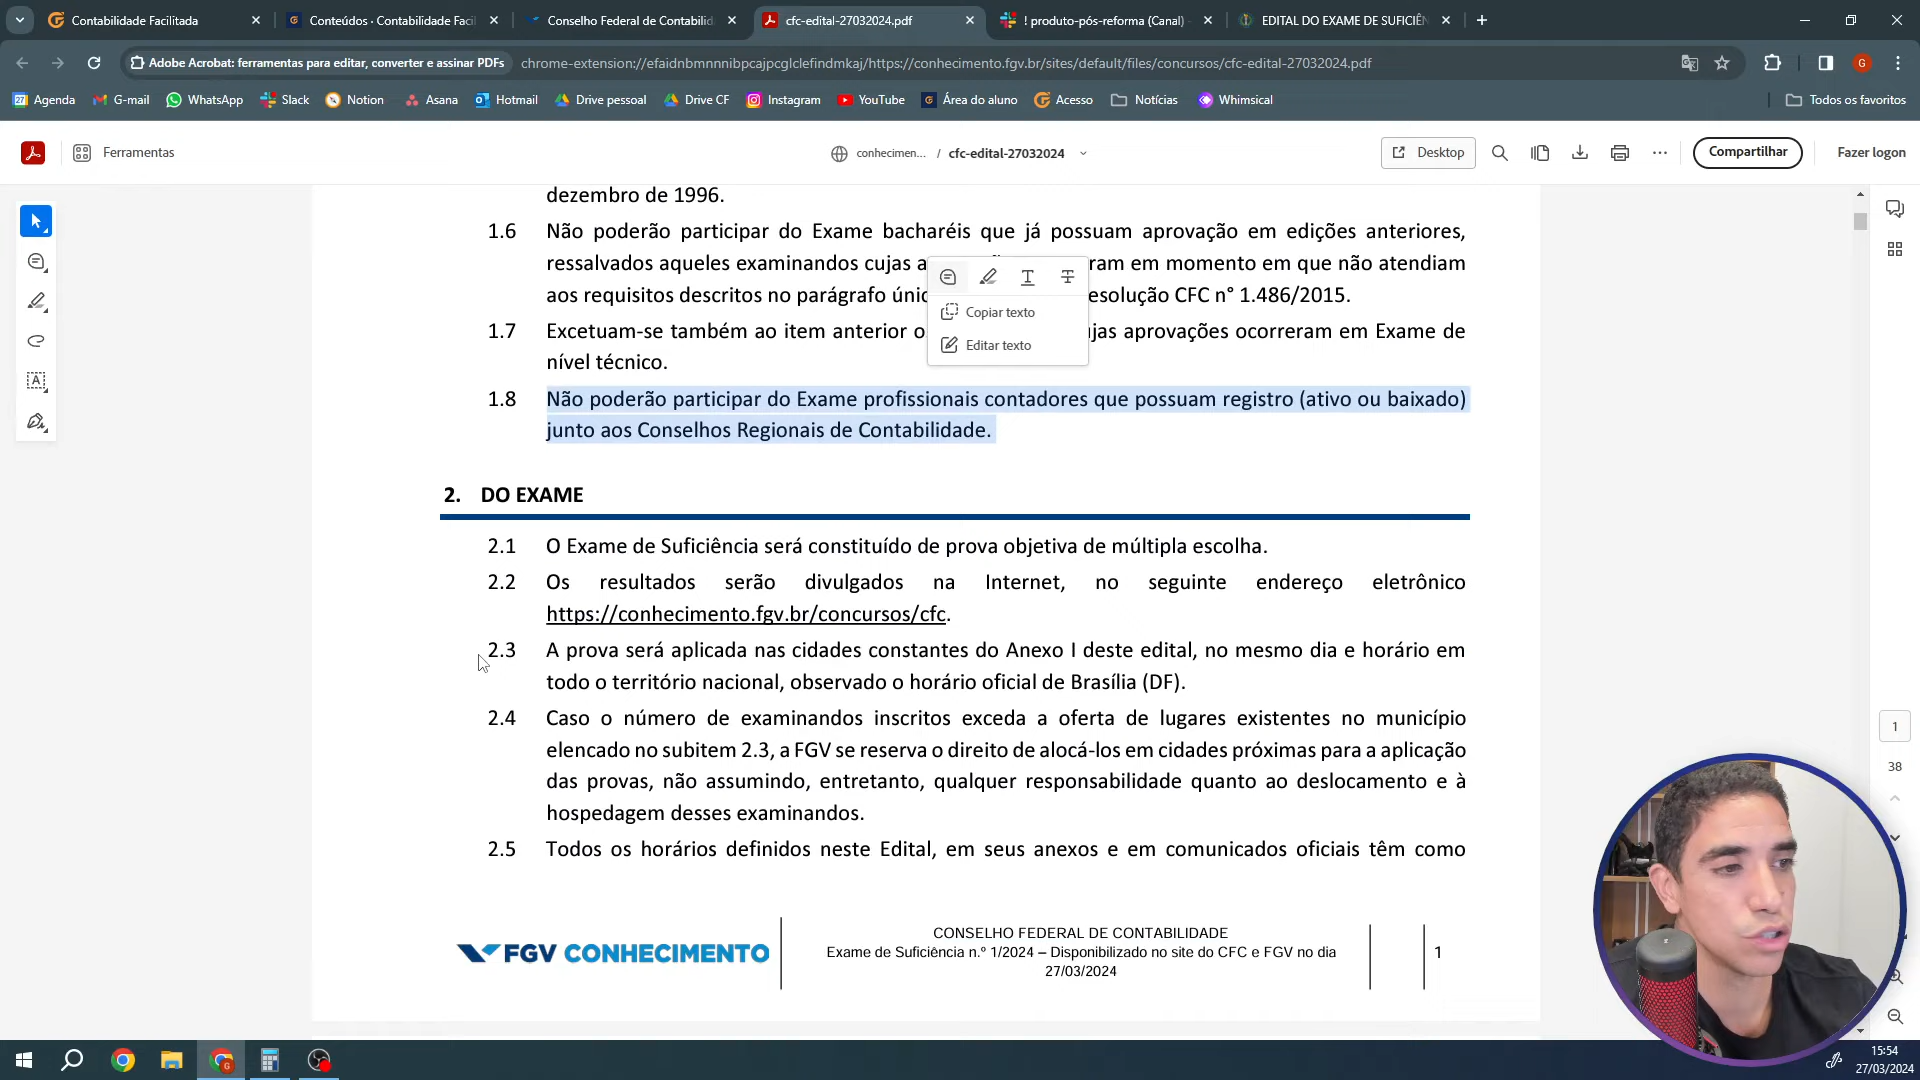 Contabilidade Facilitada
Conteúdos · Contabilidade Faci
Conselho Federal de Contabilid
cfc-edital-27032024.pdf
! produto-pós-reforma (Canal)
EDITAL DO EXAME DE SUFICIÊN
Adobe Acrobat: ferramentas para editar, converter e assinar PDFs
chrome-extension://efaidnbmnnnibpcajpcglclefindmkaj/https://conhecimento.fgv.br/sites/default/files/concursos/cfc-edital-27032024.pdf
G
Agenda G-mail WhatsApp Slack Notion Asana Hotmail Drive pessoal Drive CF Instagram YouTube Área do aluno Acesso Notícias Whimsical Todos os favoritos
Ferramentas
conhecimen... / cfc-edital-27032024
Desktop
Compartilhar
Fazer logon
dezembro de 1996.
1.6 Não poderão participar do Exame bacharéis que já possuam aprovação em edições anteriores,
ressalvados aqueles examinandos cujas a ram em momento em que não atendiam
aos requisitos descritos no parágrafo únic esolução CFC n° 1.486/2015.
Copiar texto
Editar texto
1.7 Excetuam-se também ao item anterior o jas aprovações ocorreram em Exame de
nível técnico.
1.8 Não poderão participar do Exame profissionais contadores que possuam registro (ativo ou baixado)
junto aos Conselhos Regionais de Contabilidade.
2. DO EXAME
2.1 O Exame de Suficiência será constituído de prova objetiva de múltipla escolha.
2.2 Os resultados serão divulgados na Internet, no seguinte endereço eletrônico
https://conhecimento.fgv.br/concursos/cfc.
2.3 A prova será aplicada nas cidades constantes do Anexo I deste edital, no mesmo dia e horário em
todo o território nacional, observado o horário oficial de Brasília (DF).
2.4 Caso o número de examinandos inscritos exceda a oferta de lugares existentes no município
elencado no subitem 2.3, a FGV se reserva o direito de alocá-los em cidades próximas para a aplicação
das provas, não assumindo, entretanto, qualquer responsabilidade quanto ao deslocamento e à
hospedagem desses examinandos.
2.5 Todos os horários definidos neste Edital, em seus anexos e em comunicados oficiais têm como
FGV CONHECIMENTO
CONSELHO FEDERAL DE CONTABILIDADE
Exame de Suficiência n.º 1/2024 – Disponibilizado no site do CFC e FGV no dia
27/03/2024
1
1
38
15:54
27/03/2024